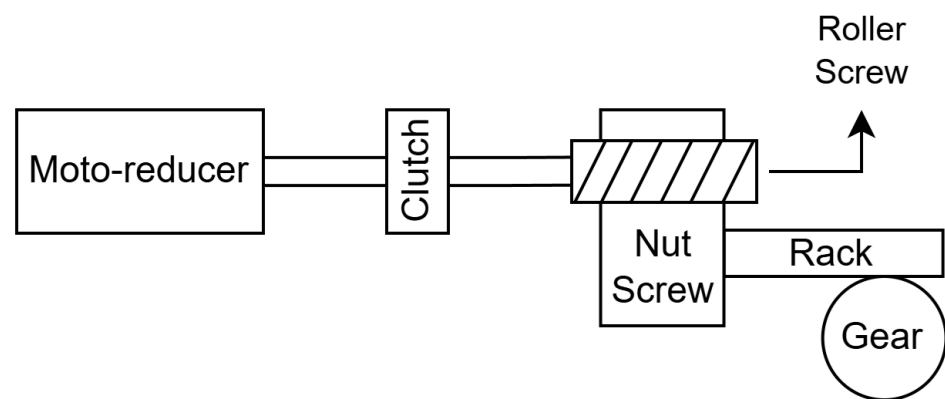 Roller
Screw
Moto-reducer
Clutch
Nut
Screw
Rack
Gear